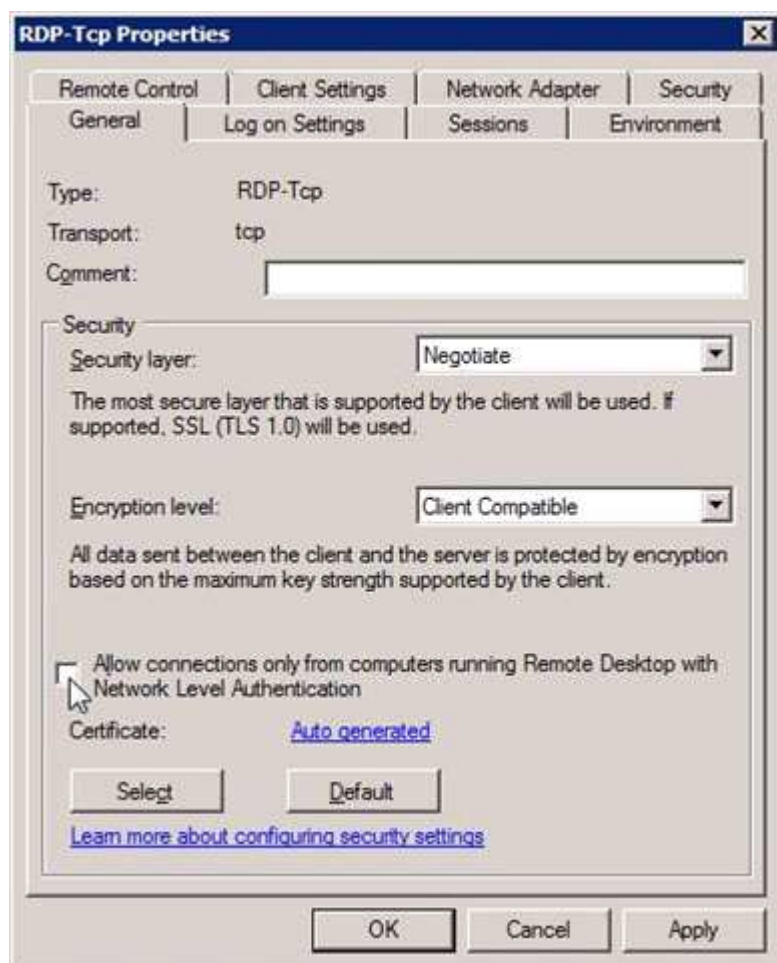 RDP-Tcp Properties
Remote Control Client Settings Network Adapter Security
General Log on Settings Sessions Environment
Type: RDP-Tcp
Transport: tcp
Comment:
Security
Security layer: Negotiate
The most secure layer that is supported by the client will be used. If
supported, SSL (TLS 1.0) will be used.
Encryption level: Client Compatible
All data sent between the client and the server is protected by encryption
based on the maximum key strength supported by the client.
Allow connections only from computers running Remote Desktop with
Network Level Authentication
Certificate: Auto generated
Select Default
Learn more about configuring security settings
OK Cancel Apply